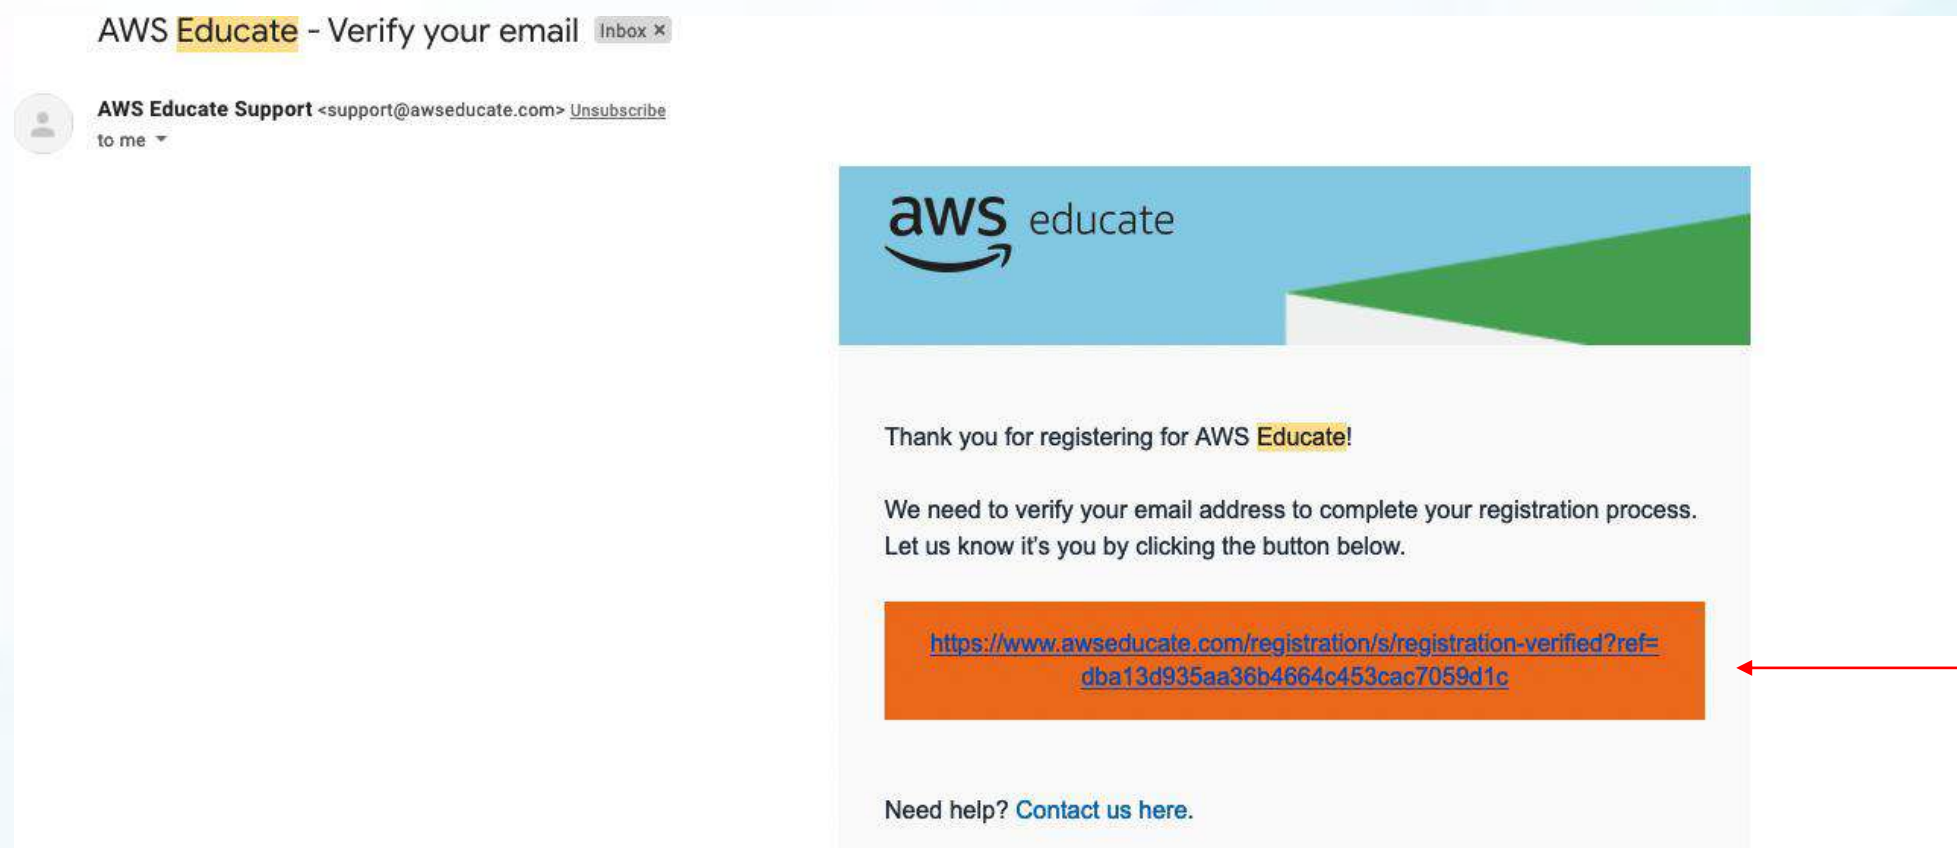 AWS Educate - Verify your email Inbox ×
AWS Educate Support <support@awseducate.com> Unsubscribe
to me
aws educate
Thank you for registering for AWS Educate!
We need to verify your email address to complete your registration process.
Let us know it's you by clicking the button below.
https://www.awseducate.com/registration/s/registration-verified?ref=
dba13d935aa36b4664c453cac7059d1c
Need help? Contact us here.